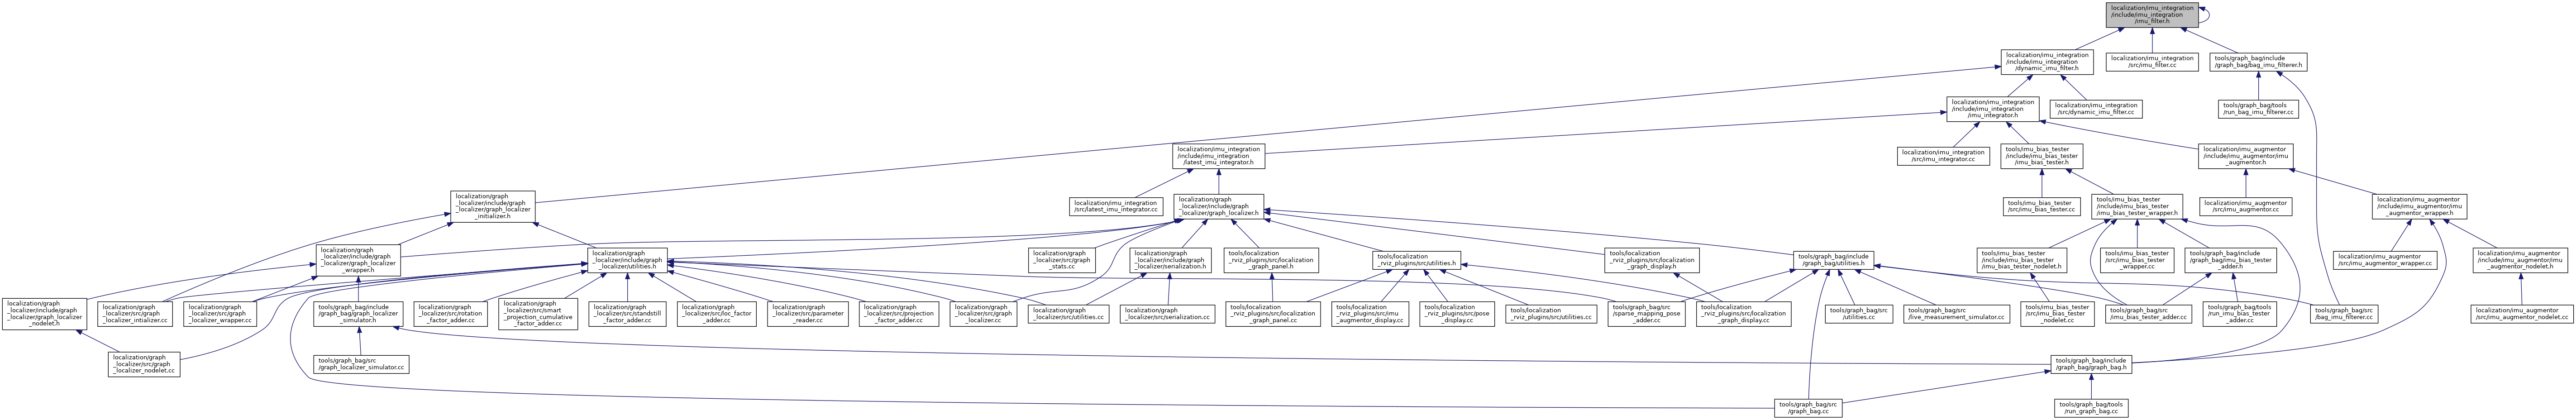 localization/imu_integration
/include/imu_integration
/imu_filter.h
localization/imu_integration
/include/imu_integration
/dynamic_imu_filter.h
localization/imu_integration
/src/imu_filter.cc
tools/graph_bag/include
/graph_bag/bag_imu_filterer.h
localization/imu_integration
/include/imu_integration
/imu_integrator.h
localization/imu_integration
/src/dynamic_imu_filter.cc
tools/graph_bag/tools
/run_bag_imu_filterer.cc
localization/imu_integration
/include/imu_integration
/latest_imu_integrator.h
localization/imu_integration
/src/imu_integrator.cc
tools/imu_bias_tester
/include/imu_bias_tester
/imu_bias_tester.h
localization/imu_augmentor
/include/imu_augmentor/imu
_augmentor.h
localization/graph
_localizer/include/graph
_localizer/graph_localizer
_initializer.h
localization/imu_integration
/src/latest_imu_integrator.cc
localization/graph
_localizer/include/graph
_localizer/graph_localizer.h
tools/imu_bias_tester
/src/imu_bias_tester.cc
tools/imu_bias_tester
/include/imu_bias_tester
/imu_bias_tester_wrapper.h
localization/imu_augmentor
/src/imu_augmentor.cc
localization/imu_augmentor
/include/imu_augmentor/imu
_augmentor_wrapper.h
localization/graph
_localizer/include/graph
_localizer/graph_localizer
_wrapper.h
localization/graph
_localizer/include/graph
_localizer/utilities.h
localization/graph
_localizer/src/graph
_stats.cc
localization/graph
_localizer/include/graph
_localizer/serialization.h
tools/localization
_rviz_plugins/src/localization
_graph_panel.h
tools/localization
_rviz_plugins/src/utilities.h
tools/localization
_rviz_plugins/src/localization
_graph_display.h
tools/graph_bag/include
/graph_bag/utilities.h
tools/imu_bias_tester
/include/imu_bias_tester
/imu_bias_tester_nodelet.h
tools/imu_bias_tester
/src/imu_bias_tester
_wrapper.cc
tools/graph_bag/include
/graph_bag/imu_bias_tester
_adder.h
localization/imu_augmentor
/src/imu_augmentor_wrapper.cc
localization/imu_augmentor
/include/imu_augmentor/imu
_augmentor_nodelet.h
localization/graph
_localizer/include/graph
_localizer/graph_localizer
_nodelet.h
localization/graph
_localizer/src/graph
_localizer_intializer.cc
localization/graph
_localizer/src/graph
_localizer_wrapper.cc
tools/graph_bag/include
/graph_bag/graph_localizer
_simulator.h
localization/graph
_localizer/src/rotation
_factor_adder.cc
localization/graph
_localizer/src/smart
_projection_cumulative
_factor_adder.cc
localization/graph
_localizer/src/standstill
_factor_adder.cc
localization/graph
_localizer/src/loc_factor
_adder.cc
localization/graph
_localizer/src/parameter
_reader.cc
localization/graph
_localizer/src/projection
_factor_adder.cc
localization/graph
_localizer/src/graph
_localizer.cc
localization/graph
_localizer/src/utilities.cc
localization/graph
_localizer/src/serialization.cc
tools/localization
_rviz_plugins/src/localization
_graph_panel.cc
tools/localization
_rviz_plugins/src/imu
_augmentor_display.cc
tools/localization
_rviz_plugins/src/pose
_display.cc
tools/localization
_rviz_plugins/src/utilities.cc
tools/graph_bag/src
/sparse_mapping_pose
_adder.cc
tools/localization
_rviz_plugins/src/localization
_graph_display.cc
tools/graph_bag/src
/utilities.cc
tools/graph_bag/src
/live_measurement_simulator.cc
tools/imu_bias_tester
/src/imu_bias_tester
_nodelet.cc
tools/graph_bag/src
/imu_bias_tester_adder.cc
tools/graph_bag/tools
/run_imu_bias_tester
_adder.cc
tools/graph_bag/src
/bag_imu_filterer.cc
localization/imu_augmentor
/src/imu_augmentor_nodelet.cc
localization/graph
_localizer/src/graph
_localizer_nodelet.cc
tools/graph_bag/src
/graph_localizer_simulator.cc
tools/graph_bag/include
/graph_bag/graph_bag.h
tools/graph_bag/src
/graph_bag.cc
tools/graph_bag/tools
/run_graph_bag.cc